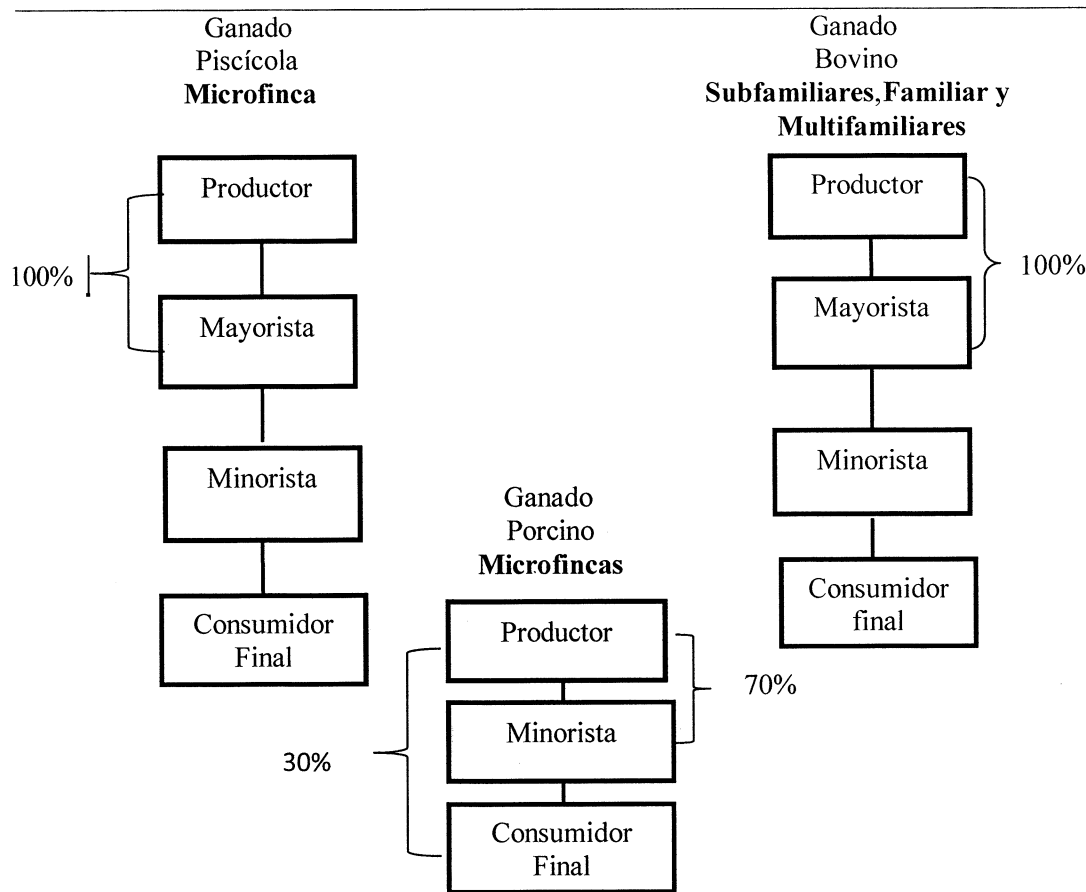 Ganado
Piscícola
Microfinca
Productor
100%
Mayorista
Minorista
Consumidor
Final
Ganado
Bovino
Subfamiliares,Familiar y
Multifamiliares
Productor
100%
Mayorista
Minorista
Consumidor
final
Ganado
Porcino
Microfincas
Productor
70%
Minorista
30%
Consumidor
Final